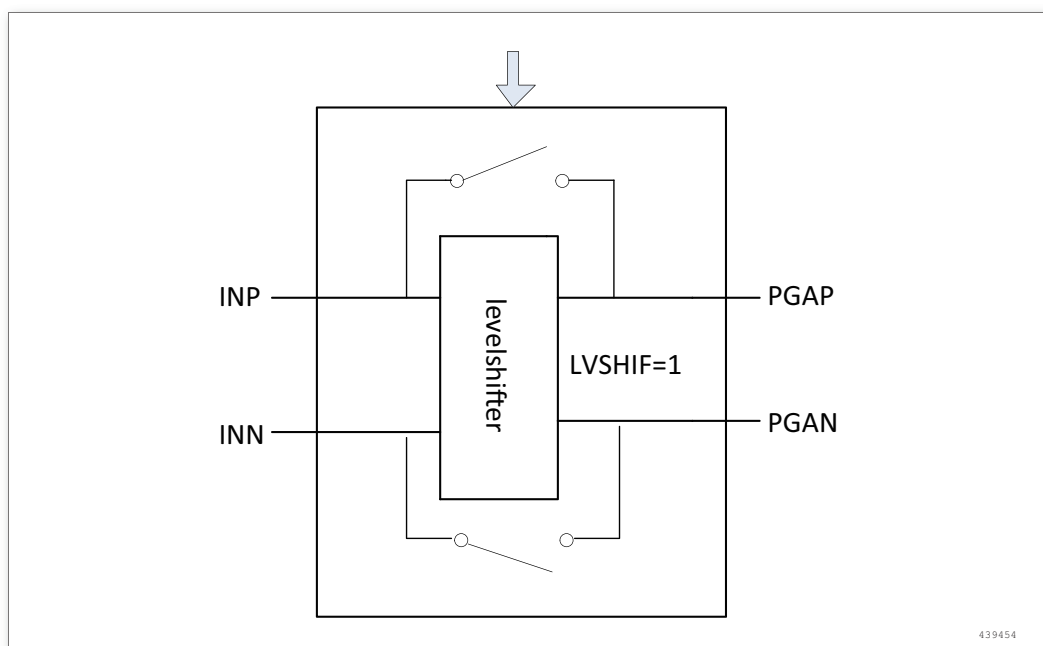 INP
PGAP
levelshifter
LVSHIF=1
INN
PGAN
439454